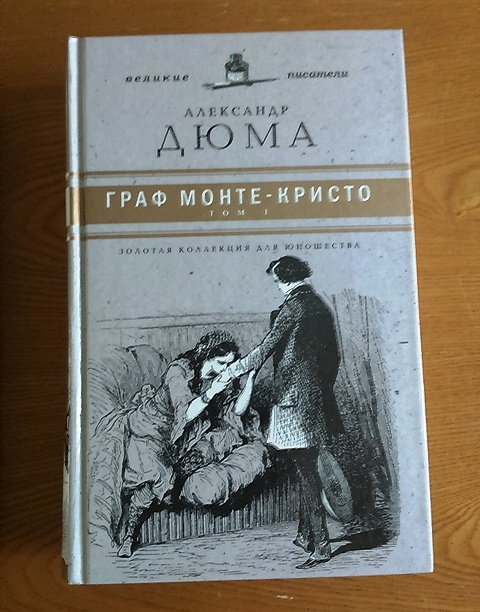 великие писатели
АЛЕКСАНДР
ДЮМА
ГРАФ МОНТЕ-КРИСТО
ТОМ I
ЗОЛОТАЯ КОЛЛЕКЦИЯ ДЛЯ ЮНОШЕСТВА